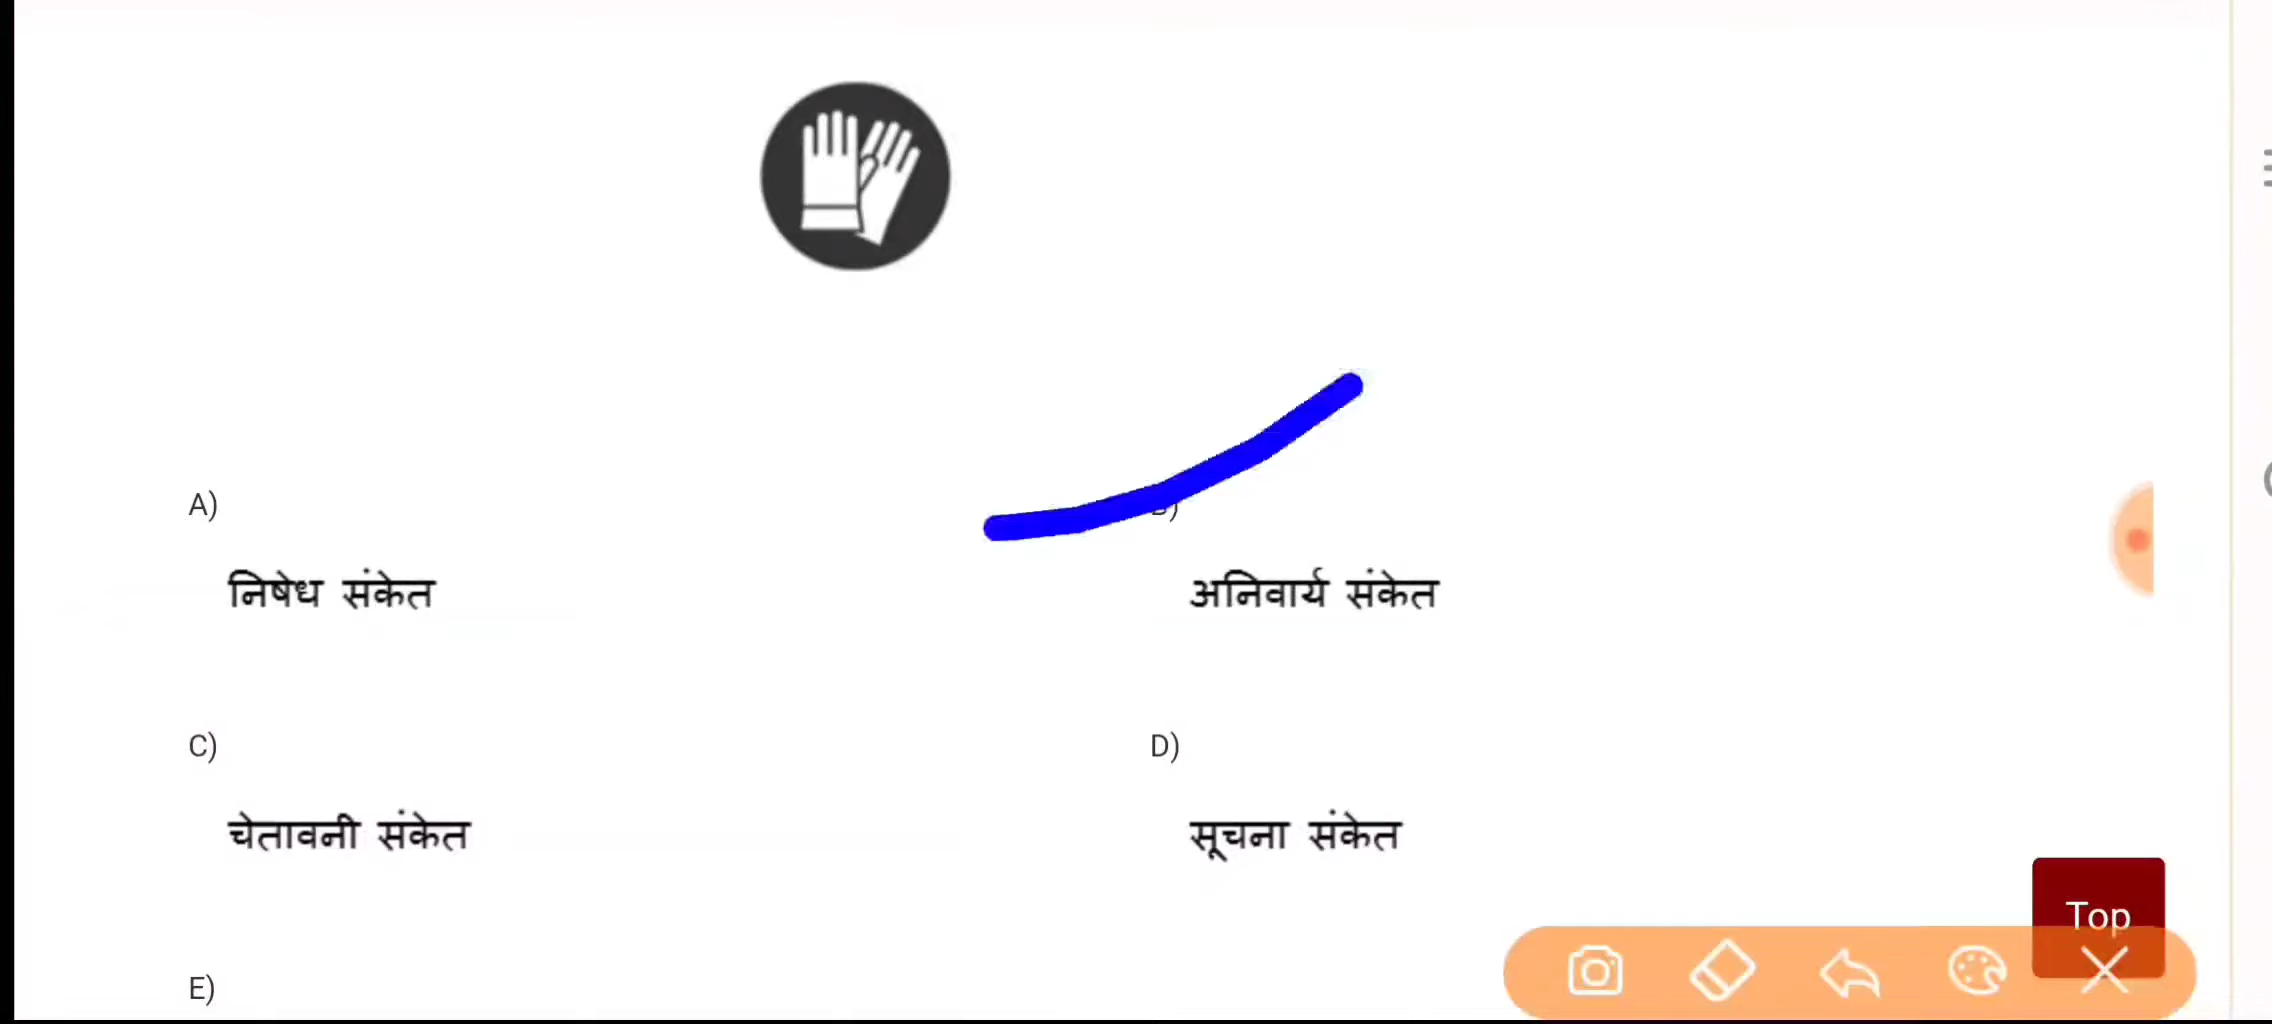 A)
निषेध संकेत
अनिवार्य संकेत
C)
D)
चेतावनी संकेत
सूचना संकेत
Top
E)